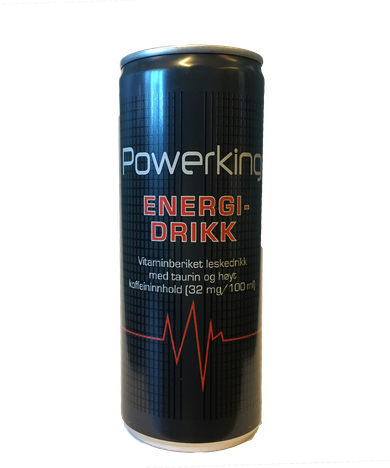 Powerking
ENERGI-
DRIKK
Vitaminberiket leskedrikk
med taurin og høyt
koffeininnhold (32 mg/100 ml)